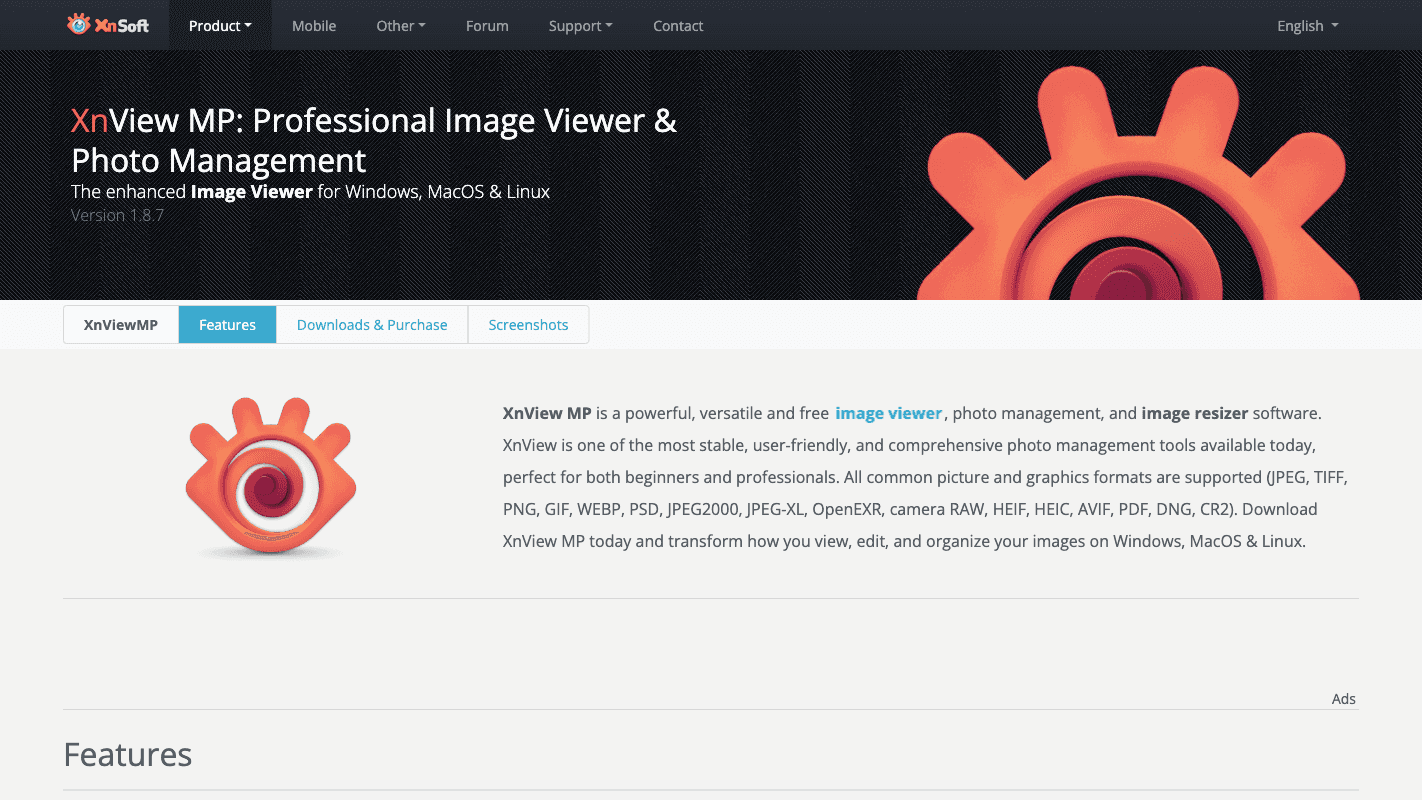 XnSoft Product Mobile Other Forum Support Contact English
XnView MP: Professional Image Viewer &
Photo Management
The enhanced Image Viewer for Windows, MacOS & Linux
Version 1.8.7
XnViewMP Features Downloads & Purchase Screenshots
XnView MP is a powerful, versatile and free image viewer, photo management, and image resizer software.
XnView is one of the most stable, user-friendly, and comprehensive photo management tools available today,
perfect for both beginners and professionals. All common picture and graphics formats are supported (JPEG, TIFF,
PNG, GIF, WEBP, PSD, JPEG2000, JPEG-XL, OpenEXR, camera RAW, HEIF, HEIC, AVIF, PDF, DNG, CR2). Download
XnView MP today and transform how you view, edit, and organize your images on Windows, MacOS & Linux.
Ads
Features